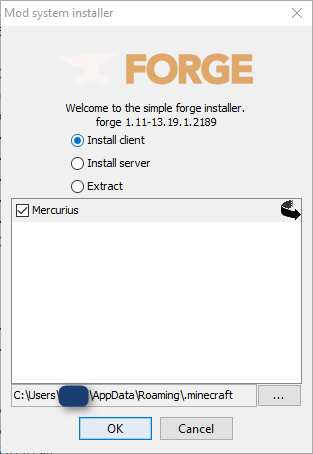 Mod system installer
FORGE
Welcome to the simple forge installer.
forge 1.11-13.19.1.2189
Install client
Install server
Extract
Mercurius
C:\Users\ \AppData\Roaming\.minecraft
...
OK Cancel